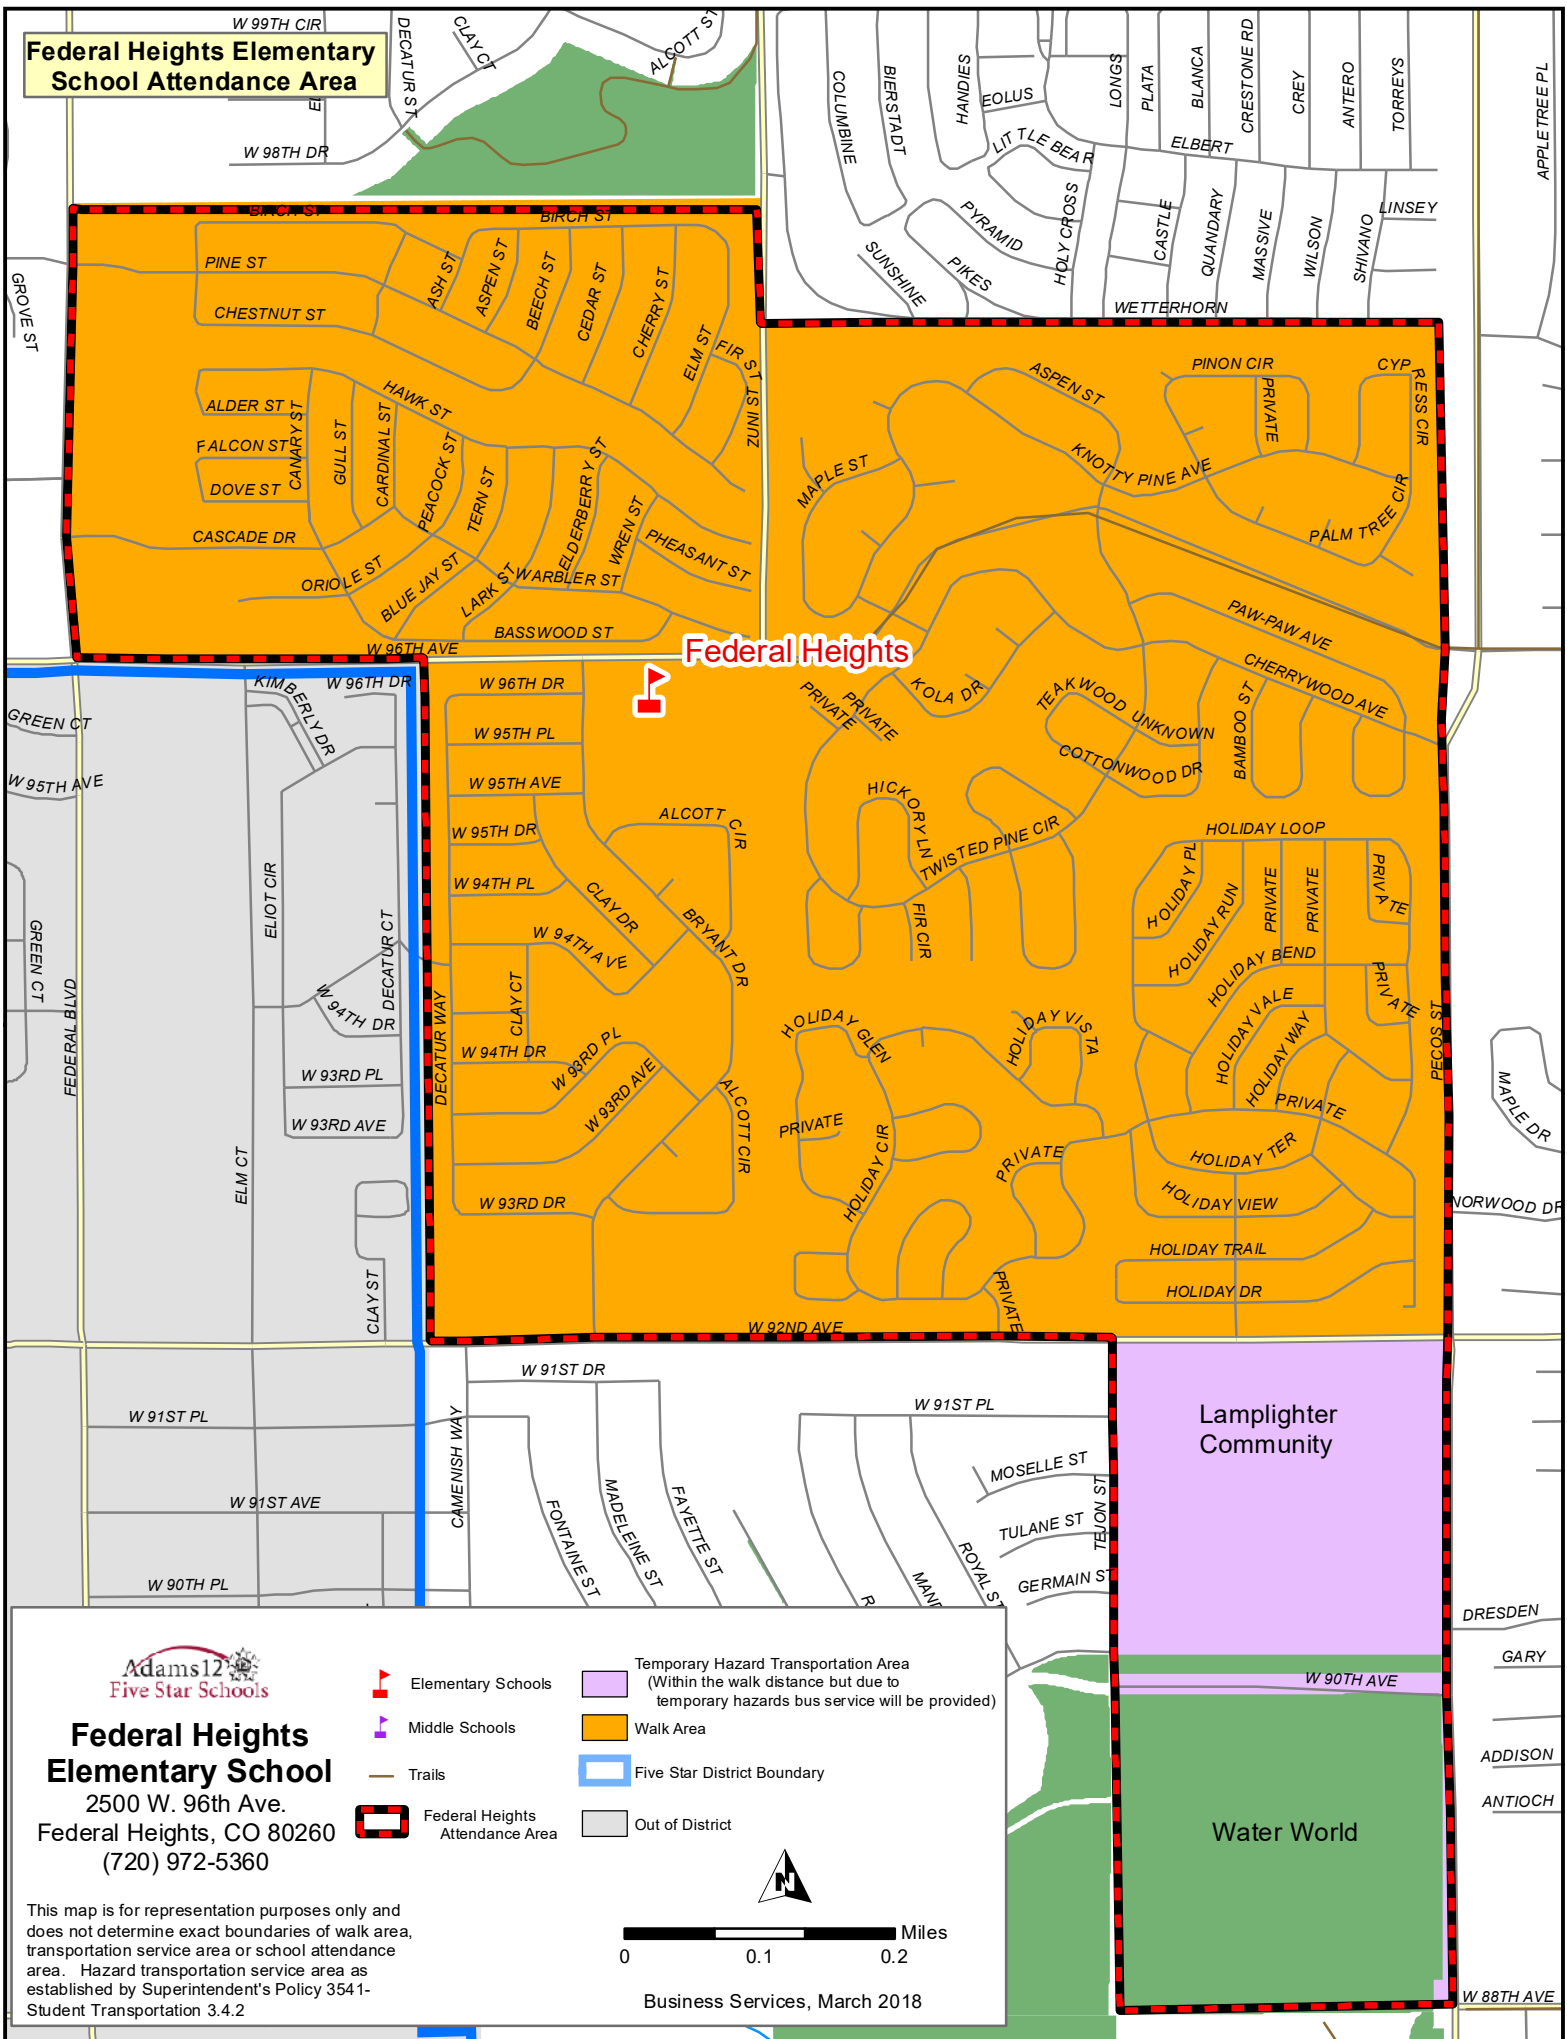 Federal Heights Elementary
School Attendance Area
W 99TH CIR
DECATUR ST
CLAY CT
ALCOTT ST
W 98TH DR
COLUMBINE
BIERSTADT
HANDIES
EOLUS
LONGS
PLATA
BLANCA
CRESTONE RD
CREY
ANTERO
TORREYS
APPLETREE PL
LITTLE BEAR
ELBERT
HOLY CROSS
PYRAMID
PIKES
SUNSHINE
CASTLE
QUANDARY
MASSIVE
WILSON
SHIVANO
LINSEY
WETTERHORN
GROVE ST
BIRCH ST
BIRCH ST
PINE ST
CHESTNUT ST
ASH ST
ASPEN ST
BEECH ST
CEDAR ST
CHERRY ST
ELM ST
FIR ST
ZUNI ST
HAWK ST
ALDER ST
FALCON ST
DOVE ST
CANARY ST
GULL ST
CARDINAL ST
PEACOCK ST
TERN ST
ELDERBERRY ST
WREN ST
PHEASANT ST
CASCADE DR
ORIOLE ST
BLUE JAY ST
LARK ST
WARBLER ST
BASSWOOD ST
W 96TH AVE
ASPEN ST
PINON CIR
PRIVATE
CYP
RESS CIR
MAPLE ST
KNOTTY PINE AVE
PALM TREE CIR
PAW-PAW AVE
CHERRYWOOD AVE
Federal Heights
KOLA DR
PRIVATE
PRIVATE
TEAKWOOD
UNKNOWN
COTTONWOOD DR
BAMBOO ST
HICKORY LN
TWISTED PINE CIR
FIR CIR
GREEN CT
W 95TH AVE
KIMBERLY DR
W 96TH DR
W 96TH DR
W 95TH PL
W 95TH AVE
W 95TH DR
W 94TH PL
CLAY DR
ALCOTT CIR
BRYANT DR
W 94TH AVE
CLAY CT
W 94TH DR
W 93RD PL
W 93RD AVE
ALCOTT CIR
W 93RD DR
ELIOT CIR
DECATUR CT
W 94TH DR
W 93RD PL
W 93RD AVE
DECATUR WAY
GREEN CT
FEDERAL BLVD
ELM CT
CLAY ST
HOLIDAY LOOP
HOLIDAY PL
HOLIDAY RUN
PRIVATE
PRIVATE
PRIVATE
HOLIDAY BEND
HOLIDAY VALE
HOLIDAY WAY
PRIVATE
PRIVATE
PECOS ST
HOLIDAY GLEN
HOLIDAY VISTA
PRIVATE
HOLIDAY CIR
PRIVATE
HOLIDAY TER
HOLIDAY VIEW
HOLIDAY TRAIL
HOLIDAY DR
PRIVATE
W 92ND AVE
MAPLE DR
NORWOOD DR
W 91ST DR
W 91ST PL
W 91ST PL
W 91ST AVE
W 90TH PL
CAMENISH WAY
FONTAINE ST
MADELEINE ST
FAYETTE ST
ROYAL ST
MOSELLE ST
TULANE ST
GERMAIN ST
TEJON ST
Lamplighter
Community
W 90TH AVE
Water World
DRESDEN
GARY
ADDISON
ANTIOCH
W 88TH AVE
Adams12
Five Star Schools
Federal Heights
Elementary School
2500 W. 96th Ave.
Federal Heights, CO 80260
(720) 972-5360
This map is for representation purposes only and
does not determine exact boundaries of walk area,
transportation service area or school attendance
area. Hazard transportation service area as
established by Superintendent's Policy 3541-
Student Transportation 3.4.2
Elementary Schools
Middle Schools
Trails
Federal Heights
Attendance Area
Temporary Hazard Transportation Area
(Within the walk distance but due to
temporary hazards bus service will be provided)
Walk Area
Five Star District Boundary
Out of District
N
Miles
0 0.1 0.2
Business Services, March 2018